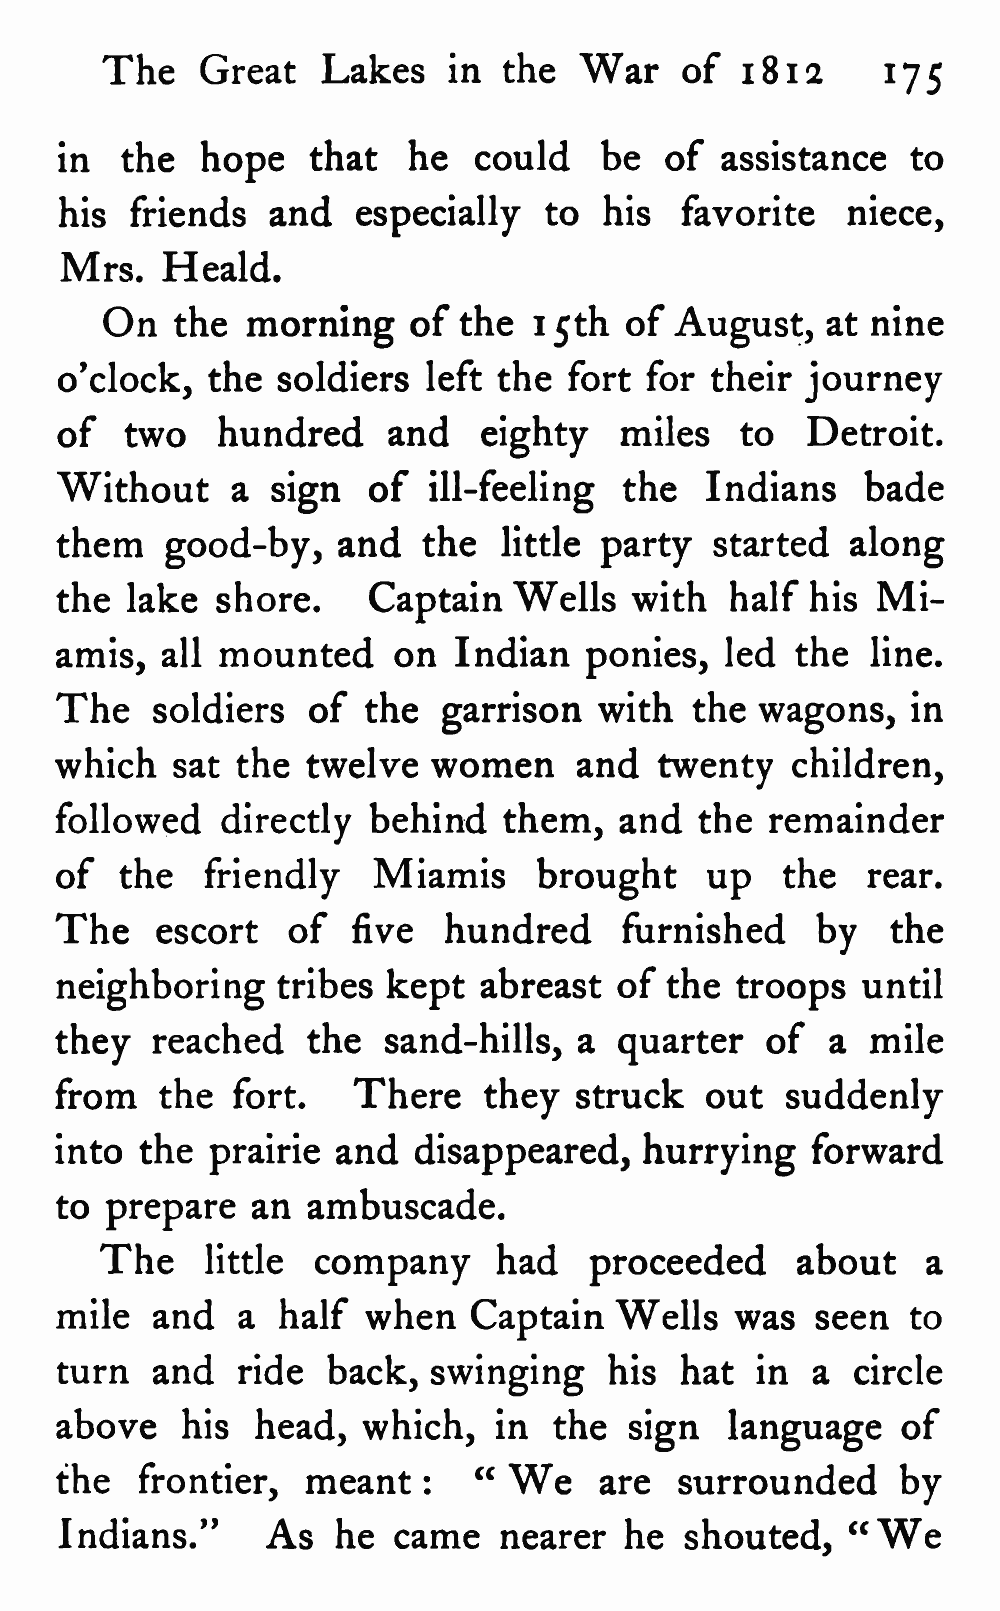 The Great Lakes in the War of 1812 175
in the hope that he could be of assistance to
his friends and especially to his favorite niece,
Mrs. Heald.
On the morning of the 15th of August, at nine
o'clock, the soldiers left the fort for their journey
of two hundred and eighty miles to Detroit.
Without a sign of ill-feeling the Indians bade
them good-by, and the little party started along
the lake shore. Captain Wells with half his Mi-
amis, all mounted on Indian ponies, led the line.
The soldiers of the garrison with the wagons, in
which sat the twelve women and twenty children,
followed directly behind them, and the remainder
of the friendly Miamis brought up the rear.
The escort of five hundred furnished by the
neighboring tribes kept abreast of the troops until
they reached the sand-hills, a quarter of a mile
from the fort. There they struck out suddenly
into the prairie and disappeared, hurrying forward
to prepare an ambuscade.
The little company had proceeded about a
mile and a half when Captain Wells was seen to
turn and ride back, swinging his hat in a circle
above his head, which, in the sign language of
the frontier, meant : “ We are surrounded by
Indians.” As he came nearer he shouted, “ We